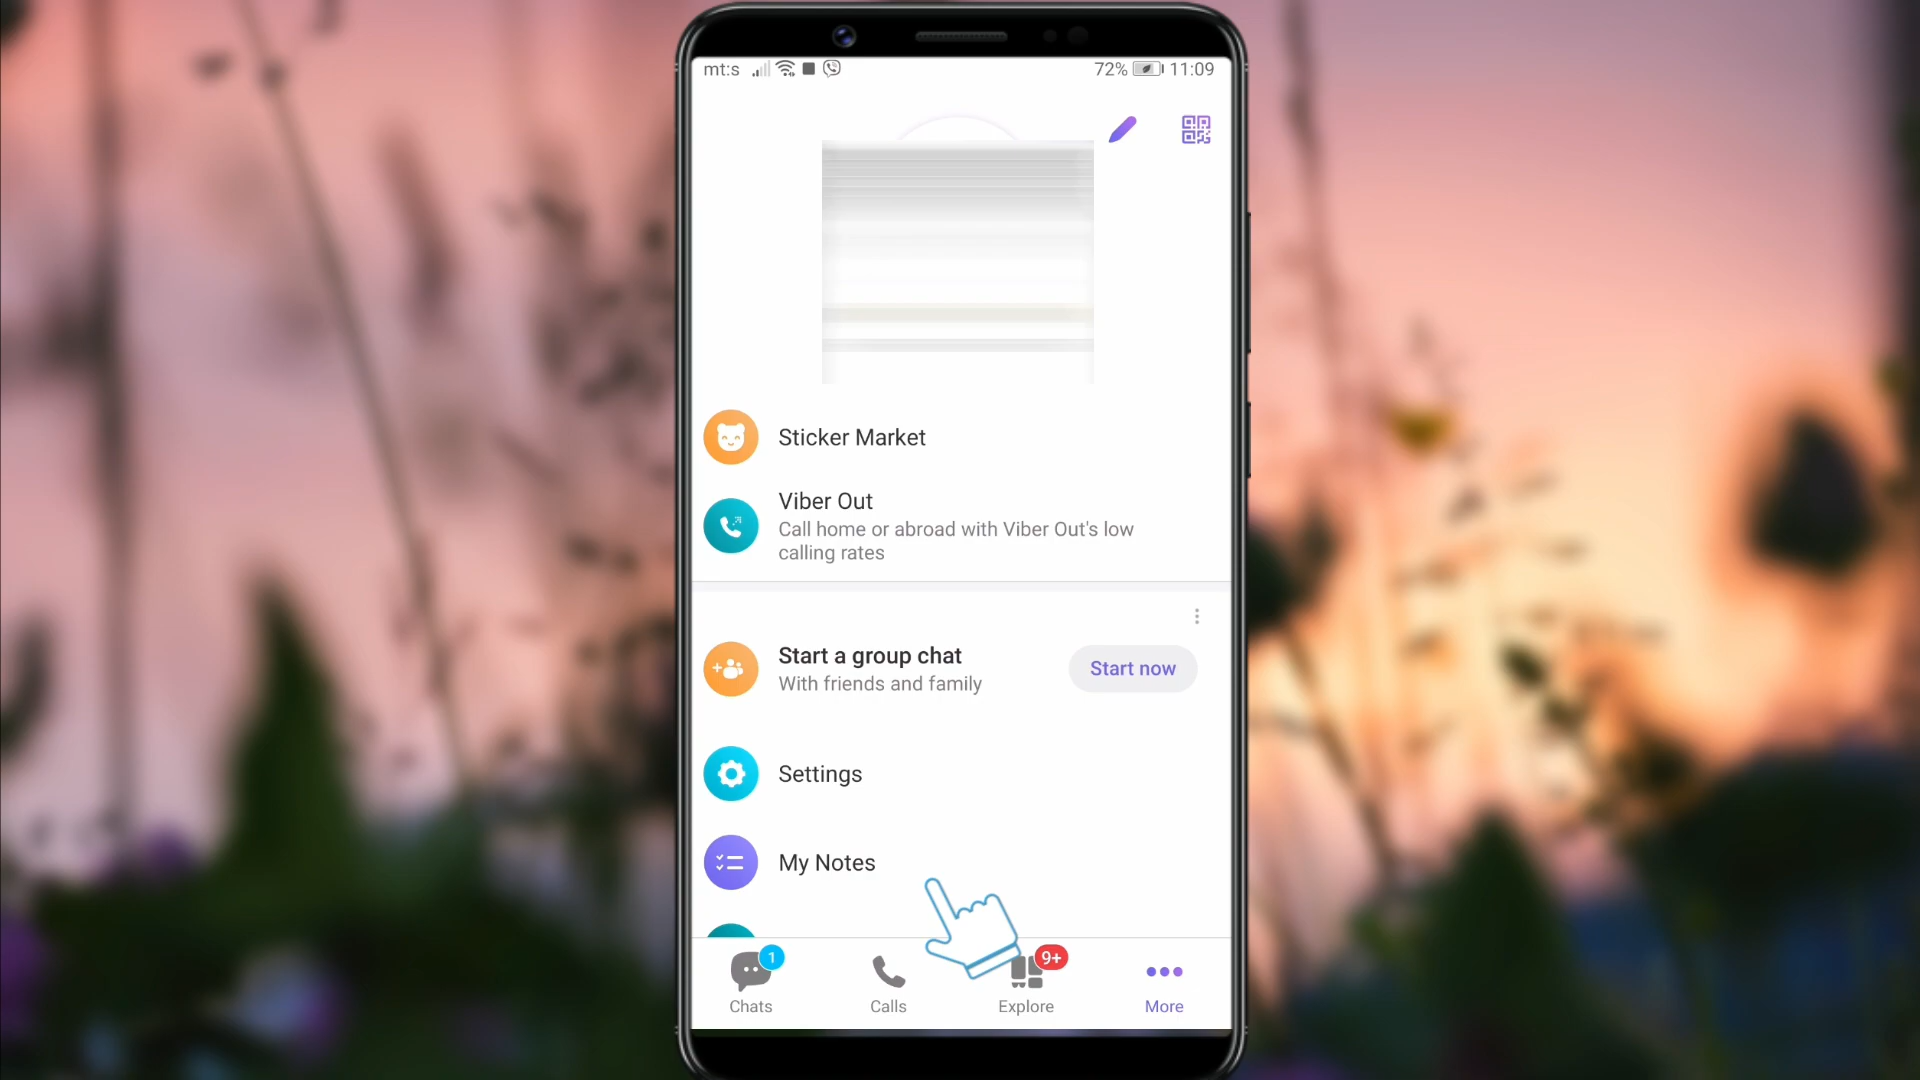 mt:s
72% 11:09
Sticker Market
Viber Out
Call home or abroad with Viber Out's low
calling rates
Start a group chat
With friends and family
Start now
Settings
My Notes
1
9+
Chats
Calls
Explore
More